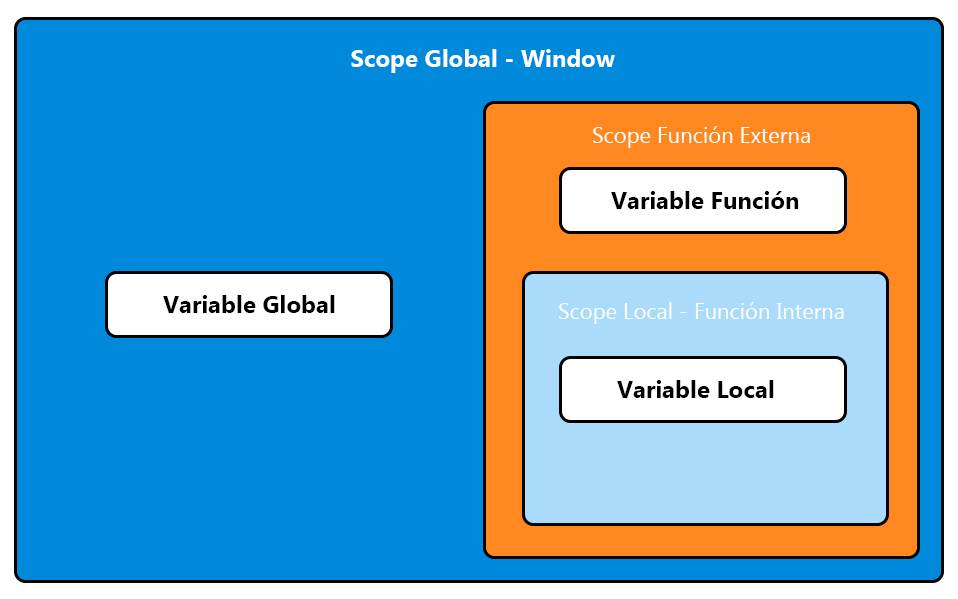 Scope Global - Window
Scope Función Externa
Variable Función
Variable Global
Scope Local - Función Interna
Variable Local